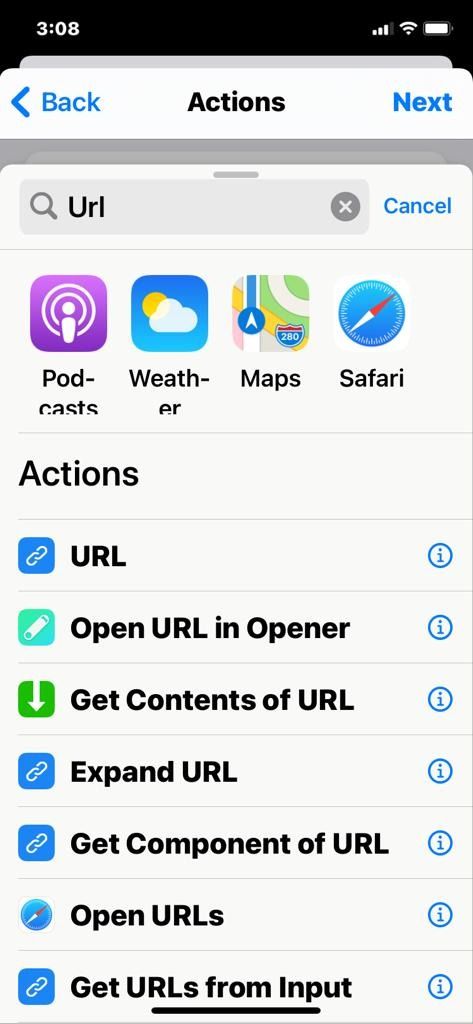 3:08
Back
Actions
Next
Url
Cancel
Pod-
casts
Weath-
er
Maps
280
Safari
Actions
URL
Open URL in Opener
Get Contents of URL
Expand URL
Get Component of URL
Open URLs
Get URLs from Input